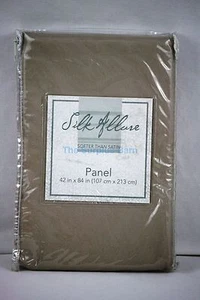 Silk Allure
SOFTER THAN SATIN
Panel
42 in x 84 in (107 cm x 213 cm)